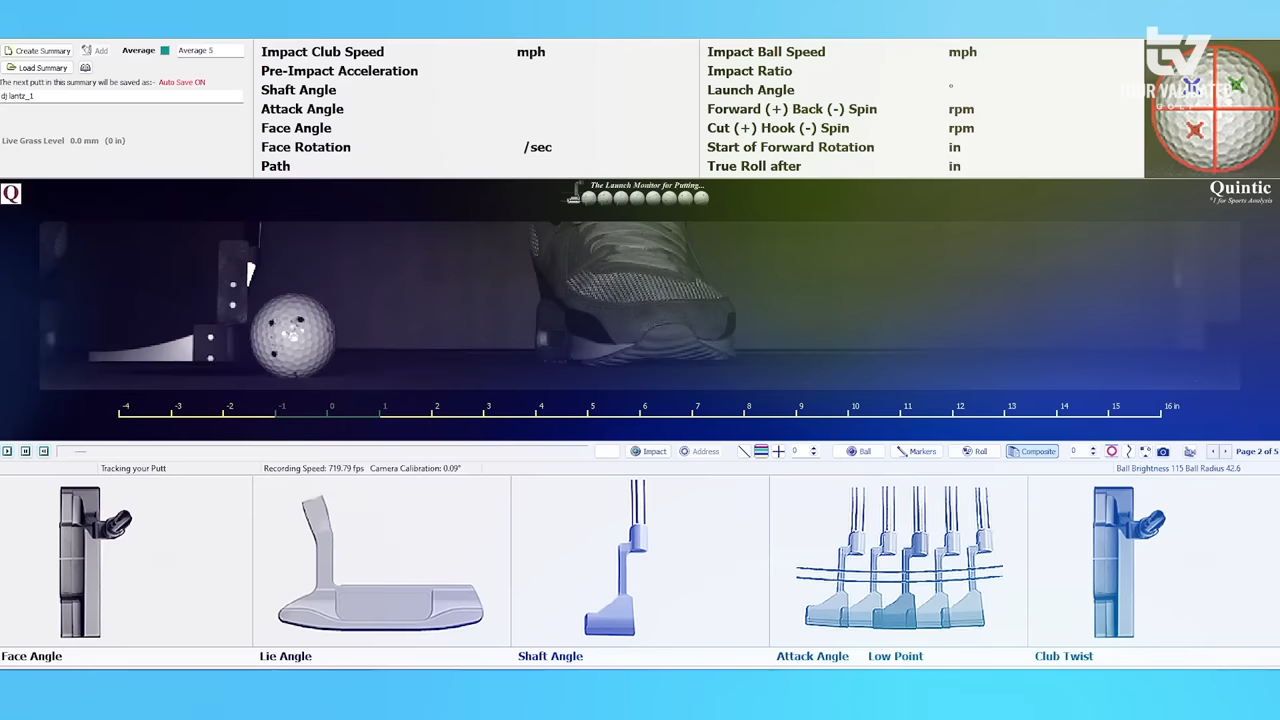 Create Summary Add Average Average 5
Load Summary
The next putt in this summary will be saved as:- Auto Save ON
dj lantz_1
Live Grass Level 0.0 mm (0 in)
Impact Club Speed mph
Pre-Impact Acceleration
Shaft Angle
Attack Angle
Face Angle
Face Rotation /sec
Path
Impact Ball Speed mph
Impact Ratio
Launch Angle °
Forward (+) Back (-) Spin rpm
Cut (+) Hook (-) Spin rpm
Start of Forward Rotation in
True Roll after in
Q
The Launch Monitor for Putting...
Quintic
#1 for Sports Analysis
-4 -3 -2 -1 0 1 2 3 4 5 6 7 8 9 10 11 12 13 14 15 16 in
Impact Address 0 Ball Markers Roll Composite 0 Page 2 of 5
Tracking your Putt Recording Speed: 719.79 fps Camera Calibration: 0.09° Ball Brightness 115 Ball Radius 42.6
Face Angle Lie Angle Shaft Angle Attack Angle Low Point Club Twist